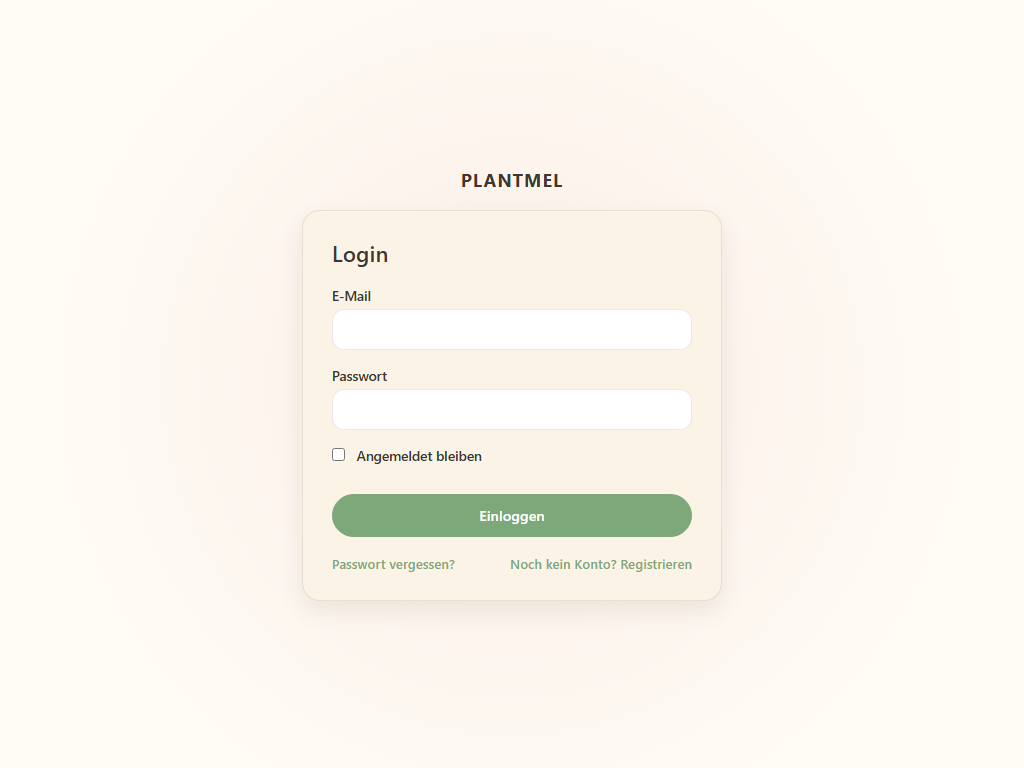 PLANTMEL
Login
E-Mail
Passwort
Angemeldet bleiben
Einloggen
Passwort vergessen? Noch kein Konto? Registrieren